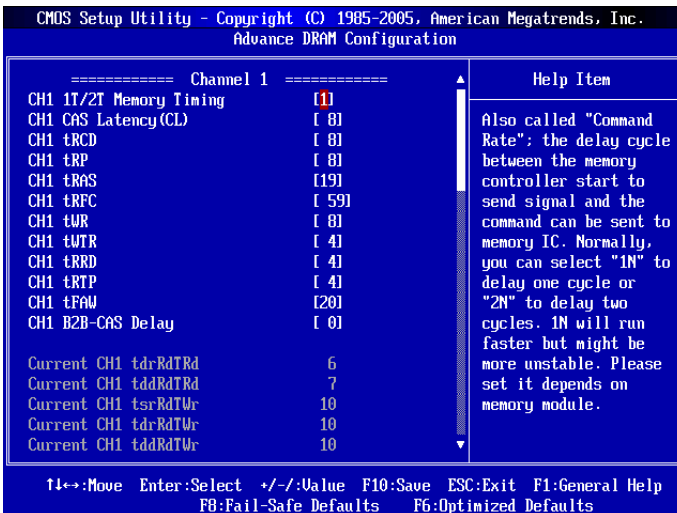 CMOS Setup Utility - Copyright (C) 1985-2005, American Megatrends, Inc.
Advance DRAM Configuration
============ Channel 1 ============
CH1 1T/2T Memory Timing [1]
CH1 CAS Latency(CL) [ 8]
CH1 tRCD [ 8]
CH1 tRP [ 8]
CH1 tRAS [19]
CH1 tRFC [ 59]
CH1 tWR [ 8]
CH1 tWTR [ 4]
CH1 tRRD [ 4]
CH1 tRTP [ 4]
CH1 tFAW [20]
CH1 B2B-CAS Delay [ 0]
Current CH1 tdrRdTRd 6
Current CH1 tddRdTRd 7
Current CH1 tsrRdTWr 10
Current CH1 tdrRdTWr 10
Current CH1 tddRdTWr 10
Help Item
Also called "Command
Rate"; the delay cycle
between the memory
controller start to
send signal and the
command can be sent to
memory IC. Normally,
you can select "1N" to
delay one cycle or
"2N" to delay two
cycles. 1N will run
faster but might be
more unstable. Please
set it depends on
memory module.
↑↓←→:Move Enter:Select +/-/:Value F10:Save ESC:Exit F1:General Help
F8:Fail-Safe Defaults F6:Optimized Defaults